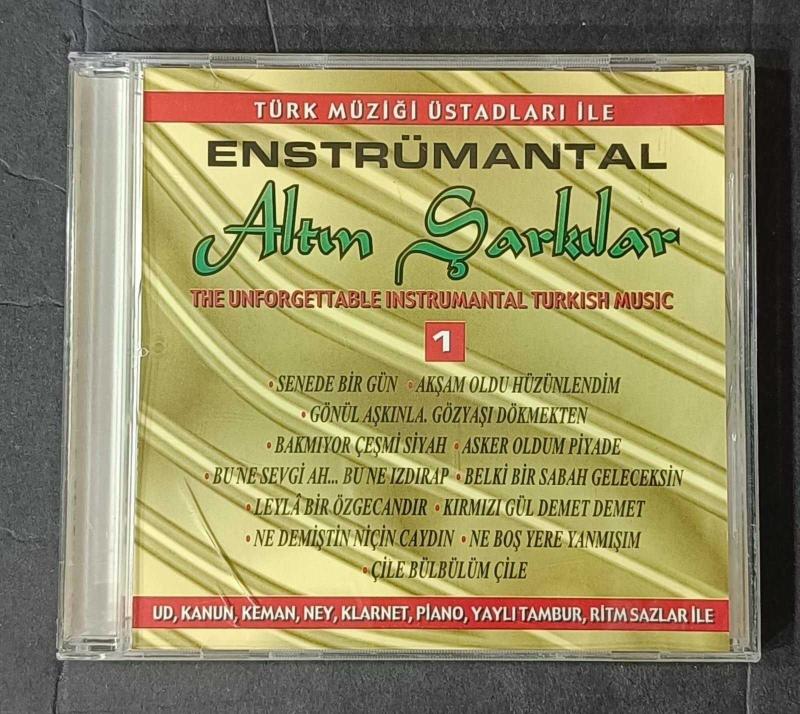 TÜRK MÜZİĞİ ÜSTADLARI İLE
ENSTRÜMANTAL
Altın Şarkılar
THE UNFORGETTABLE INSTRUMANTAL TURKISH MUSIC
1
• SENEDE BİR GÜN • AKŞAM OLDU HÜZÜNLENDİM
• GÖNÜL AŞKINLA. GÖZYAŞI DÖKMEKTEN
• BAKMIYOR ÇEŞMİ SİYAH • ASKER OLDUM PİYADE
• BU NE SEVGİ AH... BU NE IZDIRAP • BELKİ BİR SABAH GELECEKSİN
• LEYLÂ BİR ÖZGECANDIR • KIRMIZI GÜL DEMET DEMET
• NE DEMİŞTİN NİÇİN CAYDIN • NE BOŞ YERE YANMIŞIM
• ÇİLE BÜLBÜLÜM ÇİLE
UD, KANUN, KEMAN, NEY, KLARNET, PİANO, YAYLI TAMBUR, RİTM SAZLAR İLE